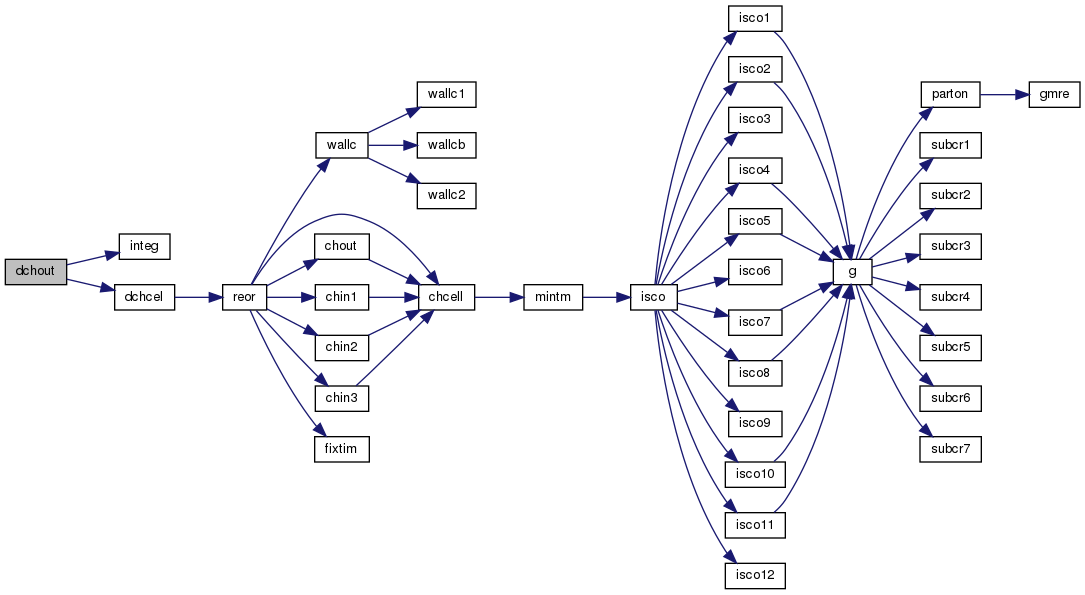 dchout
integ
dchcel
reor
wallc
chout
chin1
chin2
chin3
fixtim
wallc1
wallcb
wallc2
chcell
mintm
isco
isco1
isco2
isco3
isco4
isco5
isco6
isco7
isco8
isco9
isco10
isco11
isco12
g
parton
subcr1
subcr2
subcr3
subcr4
subcr5
subcr6
subcr7
gmre